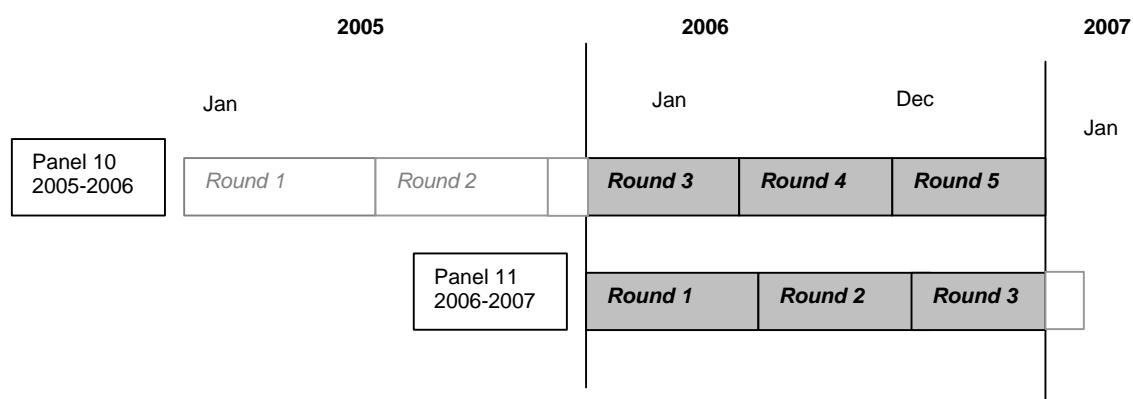 2005 2006 2007
Jan Jan Dec
Jan
Panel 10
2005-2006
Round 1 Round 2 Round 3 Round 4 Round 5
Panel 11
2006-2007
Round 1 Round 2 Round 3